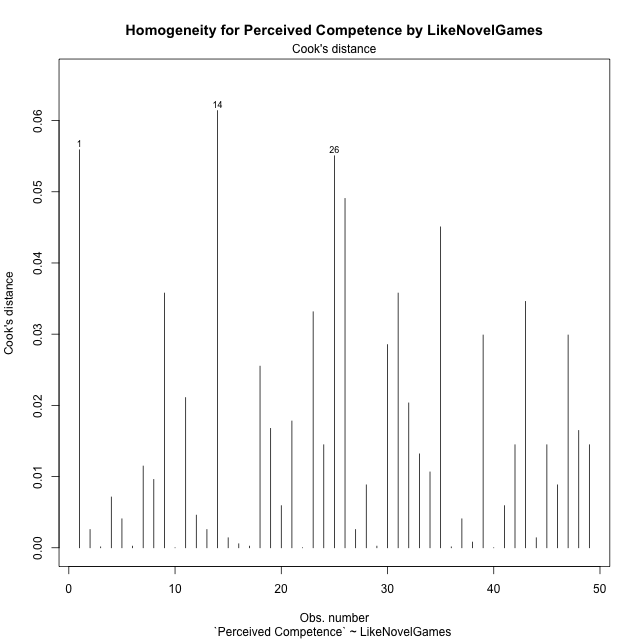 Homogeneity for Perceived Competence by LikeNovelGames
Cook's distance
14
1
26
0.06
0.05
0.04
0.03
0.02
0.01
0.00
Cook's distance
0 10 20 30 40 50
Obs. number
`Perceived Competence` ~ LikeNovelGames